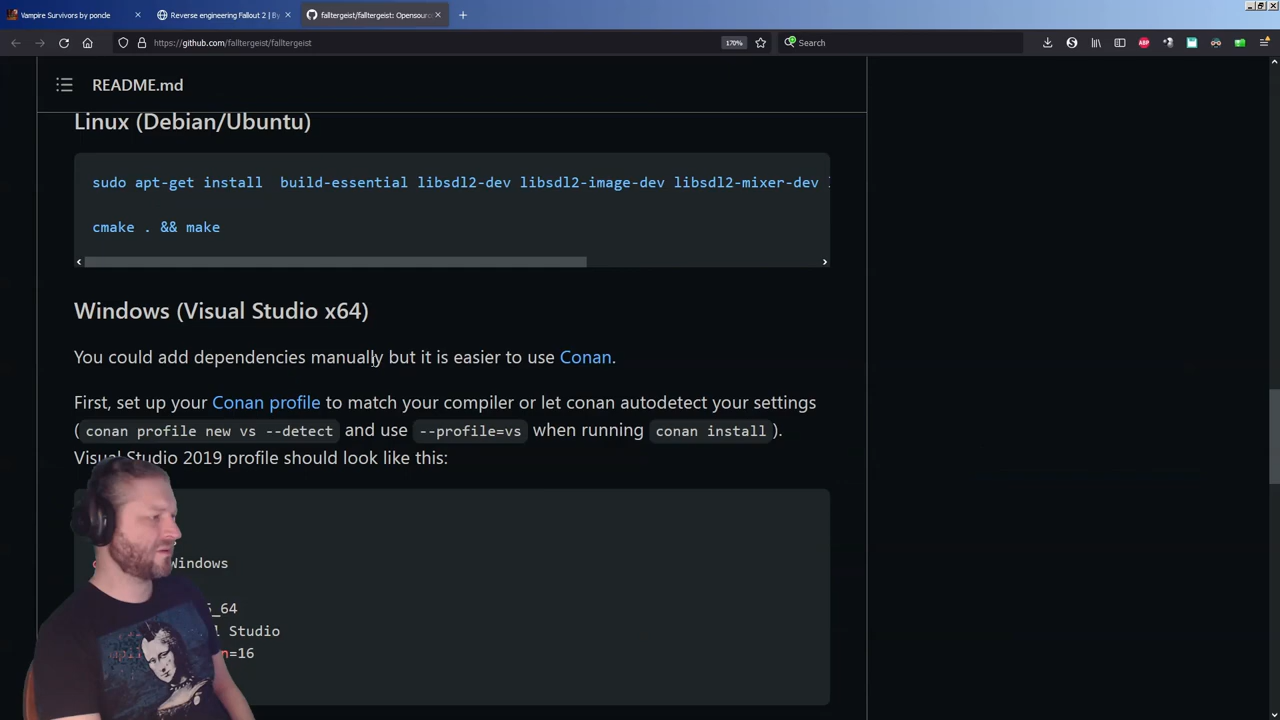 Vampire Survivors by poncle
Reverse engineering Fallout 2 | By
falltergeist/falltergeist: Opensourc
https://github.com/falltergeist/falltergeist
170%
Search
README.md
Linux (Debian/Ubuntu)
sudo apt-get install build-essential libsdl2-dev libsdl2-image-dev libsdl2-mixer-dev
cmake . && make
Windows (Visual Studio x64)
You could add dependencies manually but it is easier to use Conan.
First, set up your Conan profile to match your compiler or let conan autodetect your settings
( conan profile new vs --detect and use --profile=vs when running conan install ).
Visual Studio 2019 profile should look like this:
Windows
_64
Studio
=16